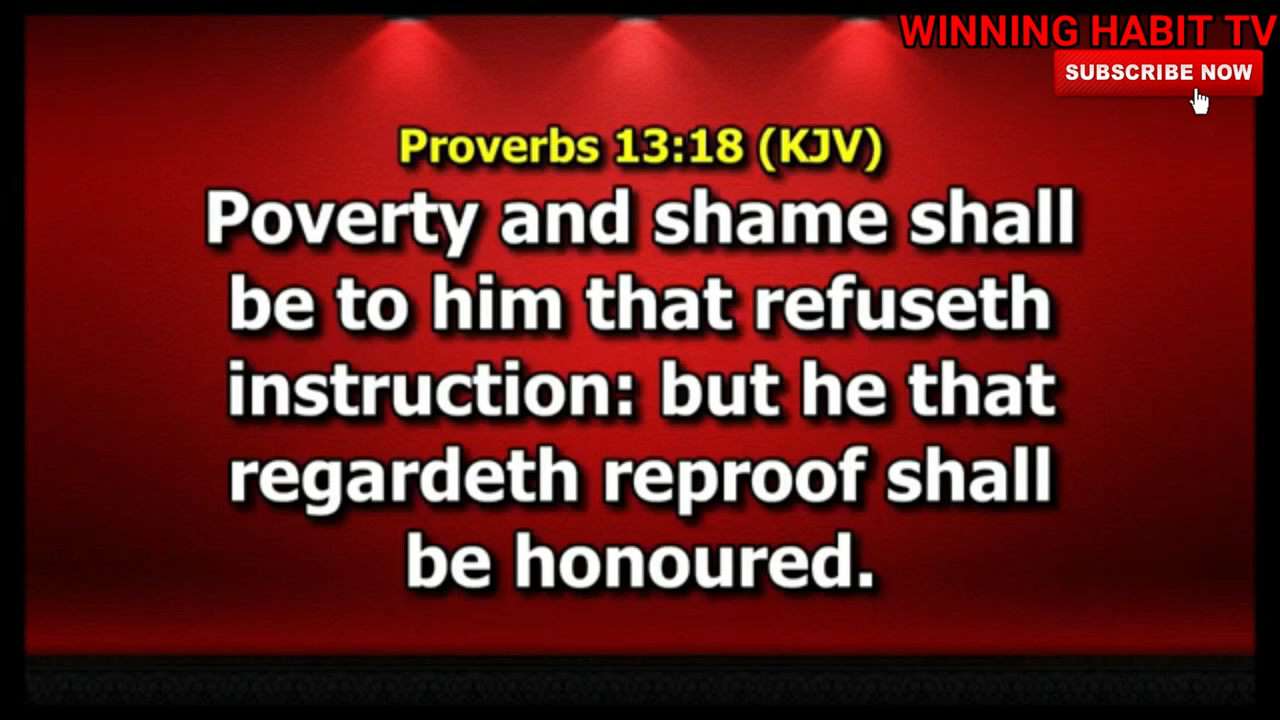 WINNING HABIT TV
SUBSCRIBE NOW
Proverbs 13:18 (KJV)
Poverty and shame shall
be to him that refuseth
instruction: but he that
regardeth reproof shall
be honoured.